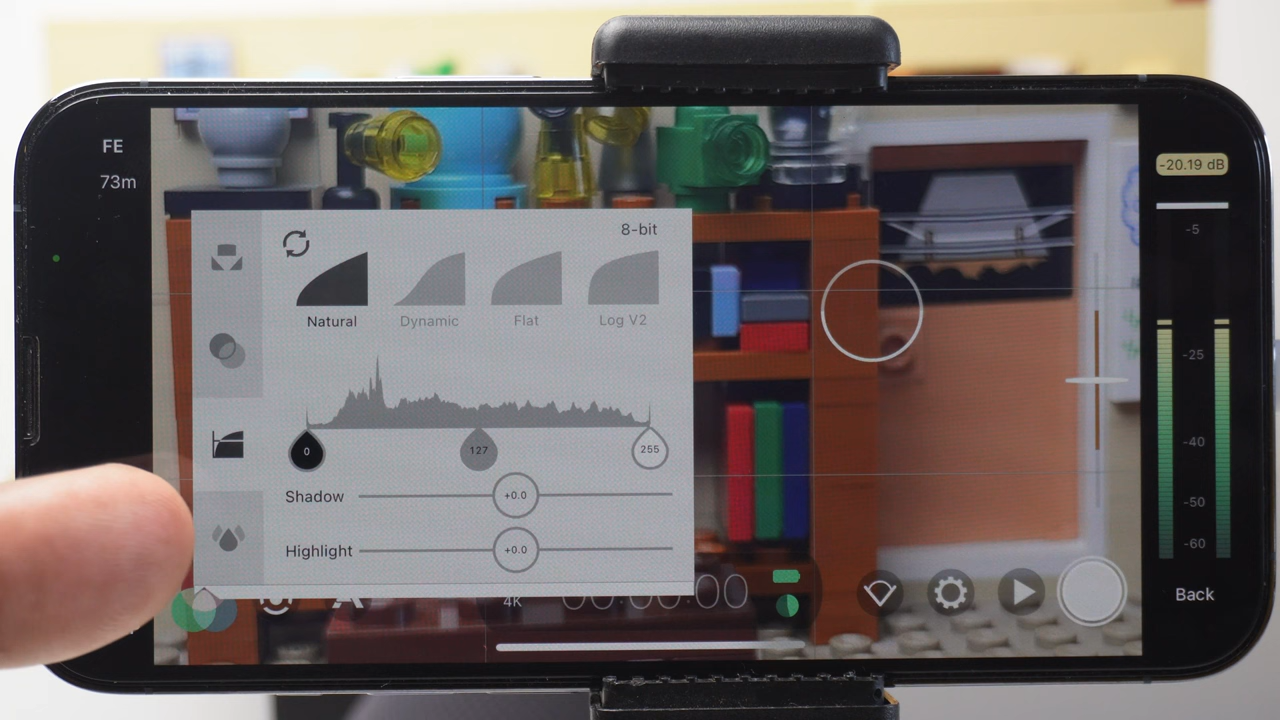 FE
73m
8-bit
Natural
Dynamic
Flat
Log V2
0
127
255
Shadow
+0.0
Highlight
+0.0
4K
-20.19 dB
-5
-25
-40
-50
-60
Back